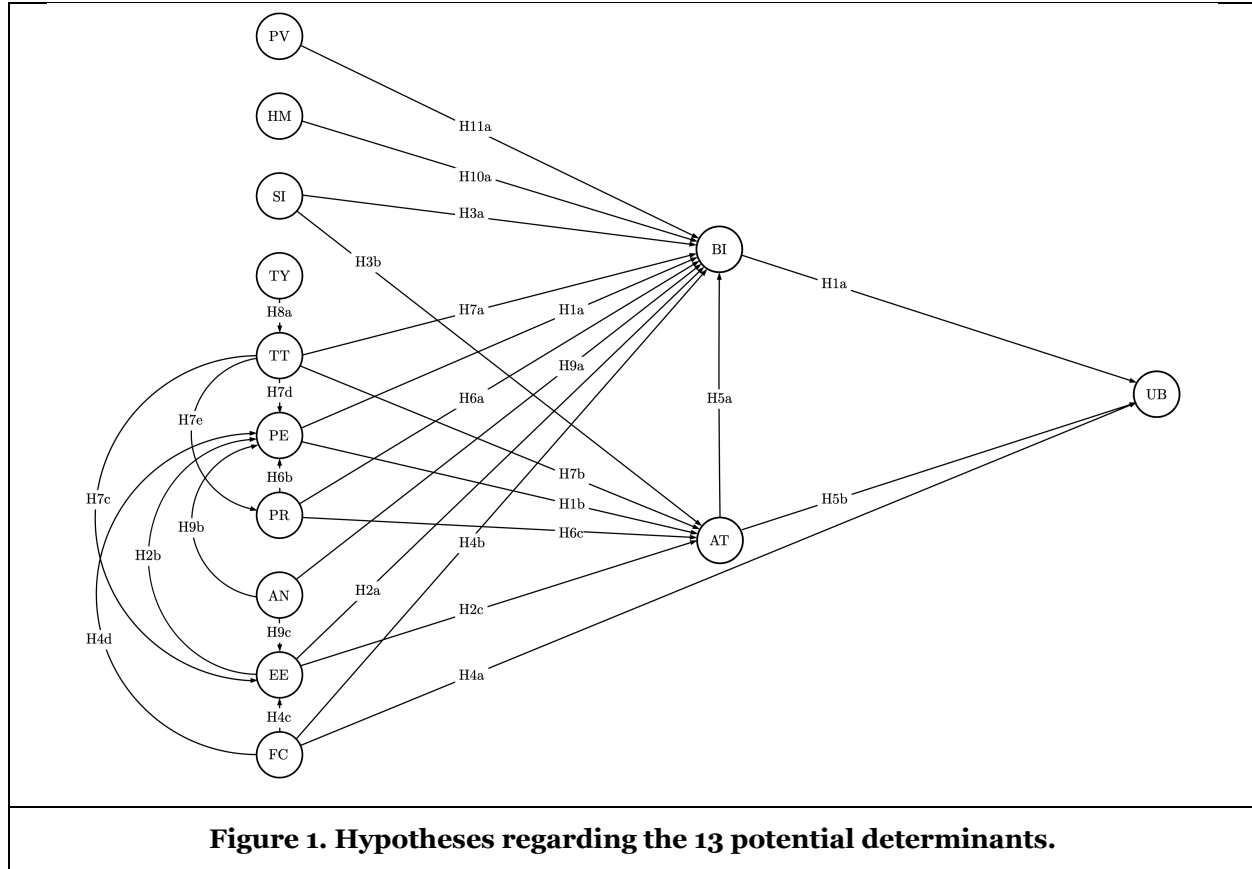 PV
H11a
HM
H10a
SI
H3a
H3b
BI
TY
H8a
H7a
H1a
H1a
TT
H7d
H9a
H7e
H6a
H5a
UB
PE
H6b
H7b
H7c
H1b
H5b
PR
H9b
H6c
AT
H2b
H4b
AN
H2a
H2c
H9c
H4d
EE
H4a
H4c
FC
Figure 1. Hypotheses regarding the 13 potential determinants.